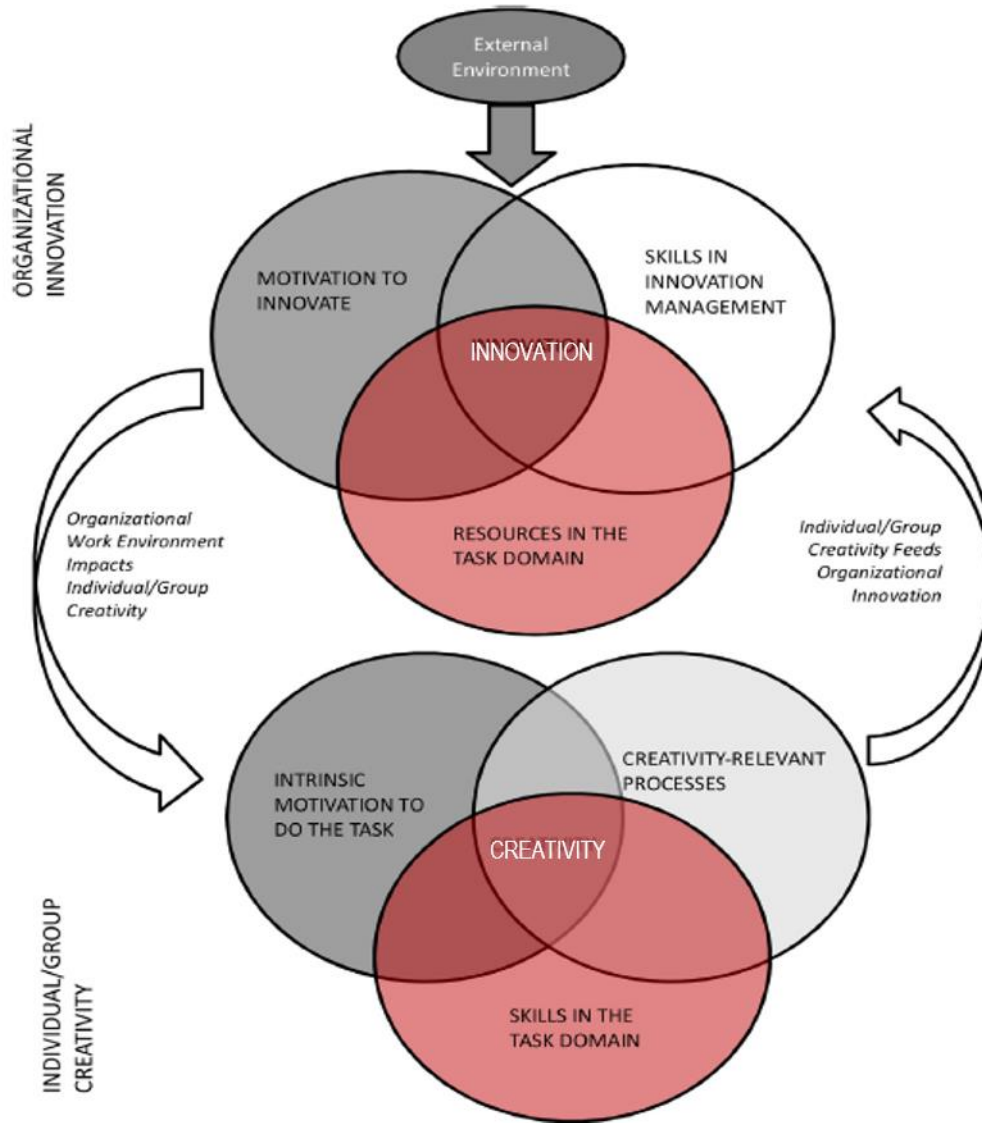 External
Environment
ORGANIZATIONAL
INNOVATION
MOTIVATION TO
INNOVATE
SKILLS IN
INNOVATION
MANAGEMENT
INNOVATION
RESOURCES IN THE
TASK DOMAIN
Organizational
Work Environment
Impacts
Individual/Group
Creativity
Individual/Group
Creativity Feeds
Organizational
Innovation
INTRINSIC
MOTIVATION TO
DO THE TASK
CREATIVITY-RELEVANT
PROCESSES
CREATIVITY
SKILLS IN THE
TASK DOMAIN
INDIVIDUAL/GROUP
CREATIVITY